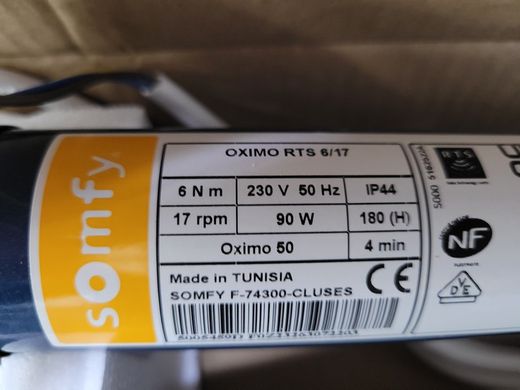 somfy
OXIMO RTS 6/17
6 N m 230 V 50 Hz IP44
17 rpm 90 W 180 (H)
Oximo 50 4 min
Made in TUNISIA
SOMFY F-74300-CLUSES
CE
RTS
NF
VDE